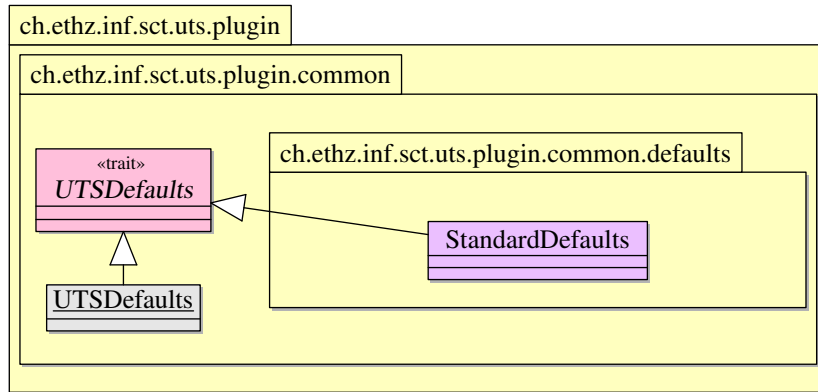 ch.ethz.inf.sct.uts.plugin
ch.ethz.inf.sct.uts.plugin.common
ch.ethz.inf.sct.uts.plugin.common.defaults
«trait»
UTSDefaults
StandardDefaults
UTSDefaults